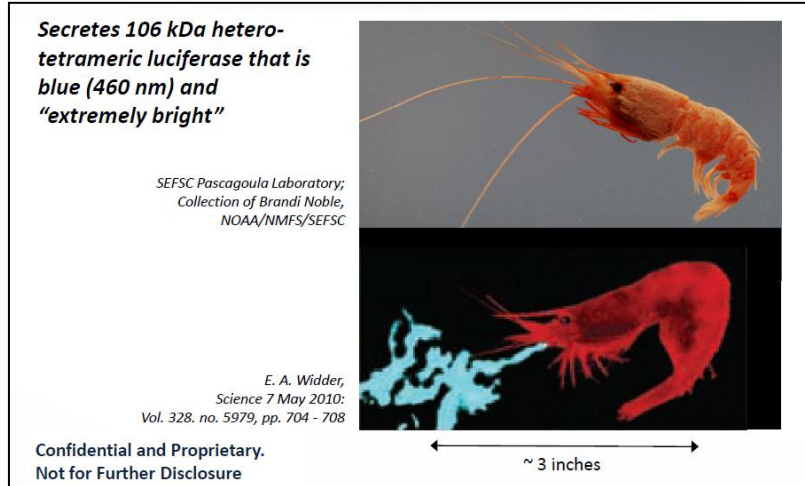 Secretes 106 kDa hetero-
tetrameric luciferase that is
blue (460 nm) and
“extremely bright”
SEFSC Pascagoula Laboratory;
Collection of Brandi Noble,
NOAA/NMFS/SEFSC
E. A. Widder,
Science 7 May 2010:
Vol. 328. no. 5979, pp. 704 - 708
Confidential and Proprietary.
Not for Further Disclosure
~ 3 inches